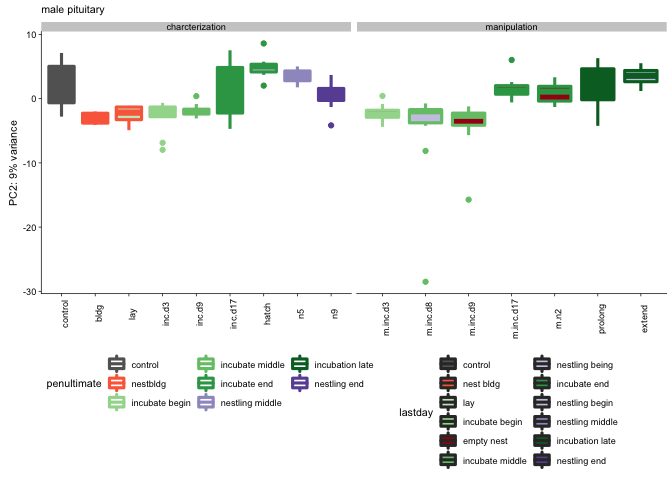 male pituitary
charcterization
manipulation
PC2: 9% variance
10
0
-10
-20
-30
control
bldg
lay
inc.d3
inc.d9
inc.d17
hatch
n5
n9
m.inc.d3
m.inc.d8
m.inc.d9
m.inc.d17
m.n2
prolong
extend
penultimate
control
nestbldg
incubate begin
incubate middle
incubate end
nestling middle
incubation late
nestling end
lastday
control
nest bldg
lay
incubate begin
empty nest
incubate middle
nestling being
incubate end
nestling begin
nestling middle
incubation late
nestling end